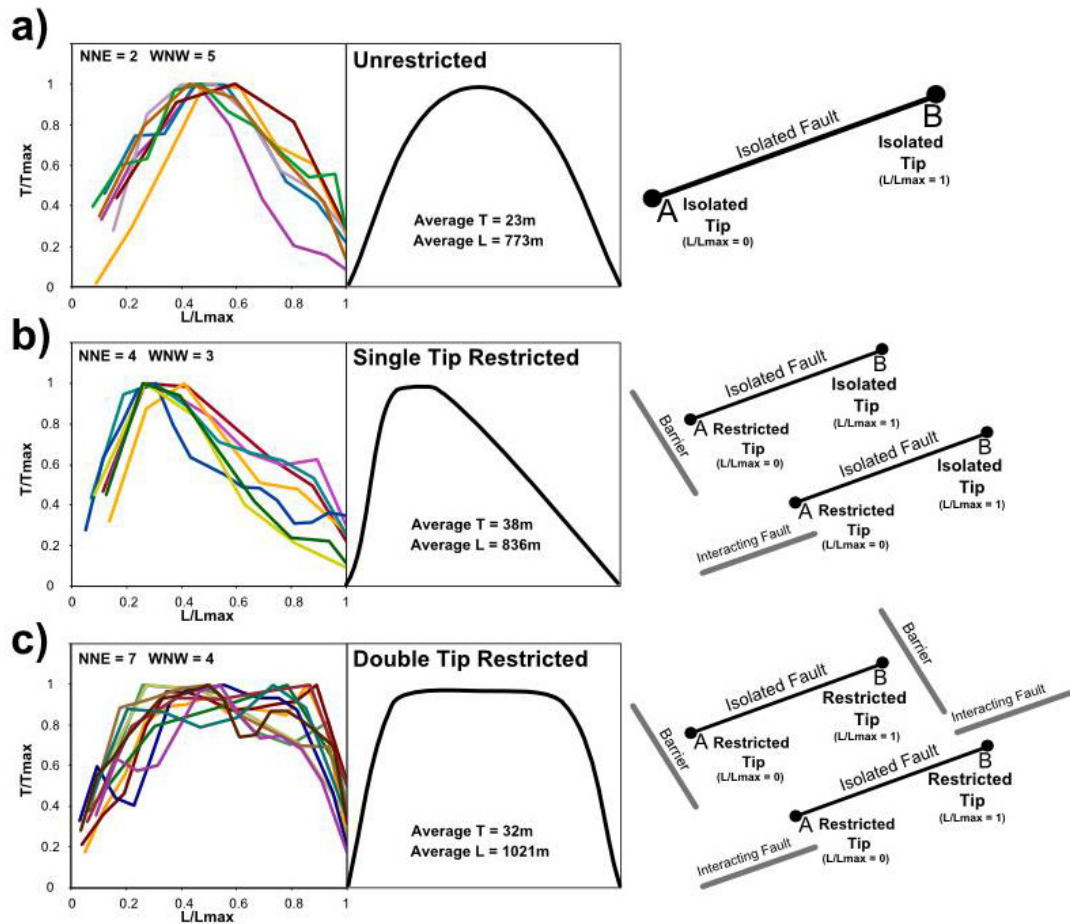 a)
NNE = 2 WNW = 5
T/Tmax
1
0.8
0.6
0.4
0.2
0
0
0.2
0.4
0.6
0.8
1
L/Lmax
Unrestricted
Average T = 23m
Average L = 773m
Isolated Fault
A
Isolated
Tip
(L/Lmax = 0)
B
Isolated
Tip
(L/Lmax = 1)
b)
NNE = 4 WNW = 3
T/Tmax
1
0.8
0.6
0.4
0.2
0
0
0.2
0.4
0.6
0.8
1
L/Lmax
Single Tip Restricted
Average T = 38m
Average L = 836m
Barrier
Isolated Fault
A
Restricted
Tip
(L/Lmax = 0)
B
Isolated
Tip
(L/Lmax = 1)
Interacting Fault
Isolated Fault
A
Restricted
Tip
(L/Lmax = 0)
B
Isolated
Tip
(L/Lmax = 1)
c)
NNE = 7 WNW = 4
T/Tmax
1
0.8
0.6
0.4
0.2
0
0
0.2
0.4
0.6
0.8
1
L/Lmax
Double Tip Restricted
Average T = 32m
Average L = 1021m
Barrier
Isolated Fault
A
Restricted
Tip
(L/Lmax = 0)
B
Restricted
Tip
(L/Lmax = 1)
Barrier
Interacting Fault
Interacting Fault
Isolated Fault
A
Restricted
Tip
(L/Lmax = 0)
B
Restricted
Tip
(L/Lmax = 1)